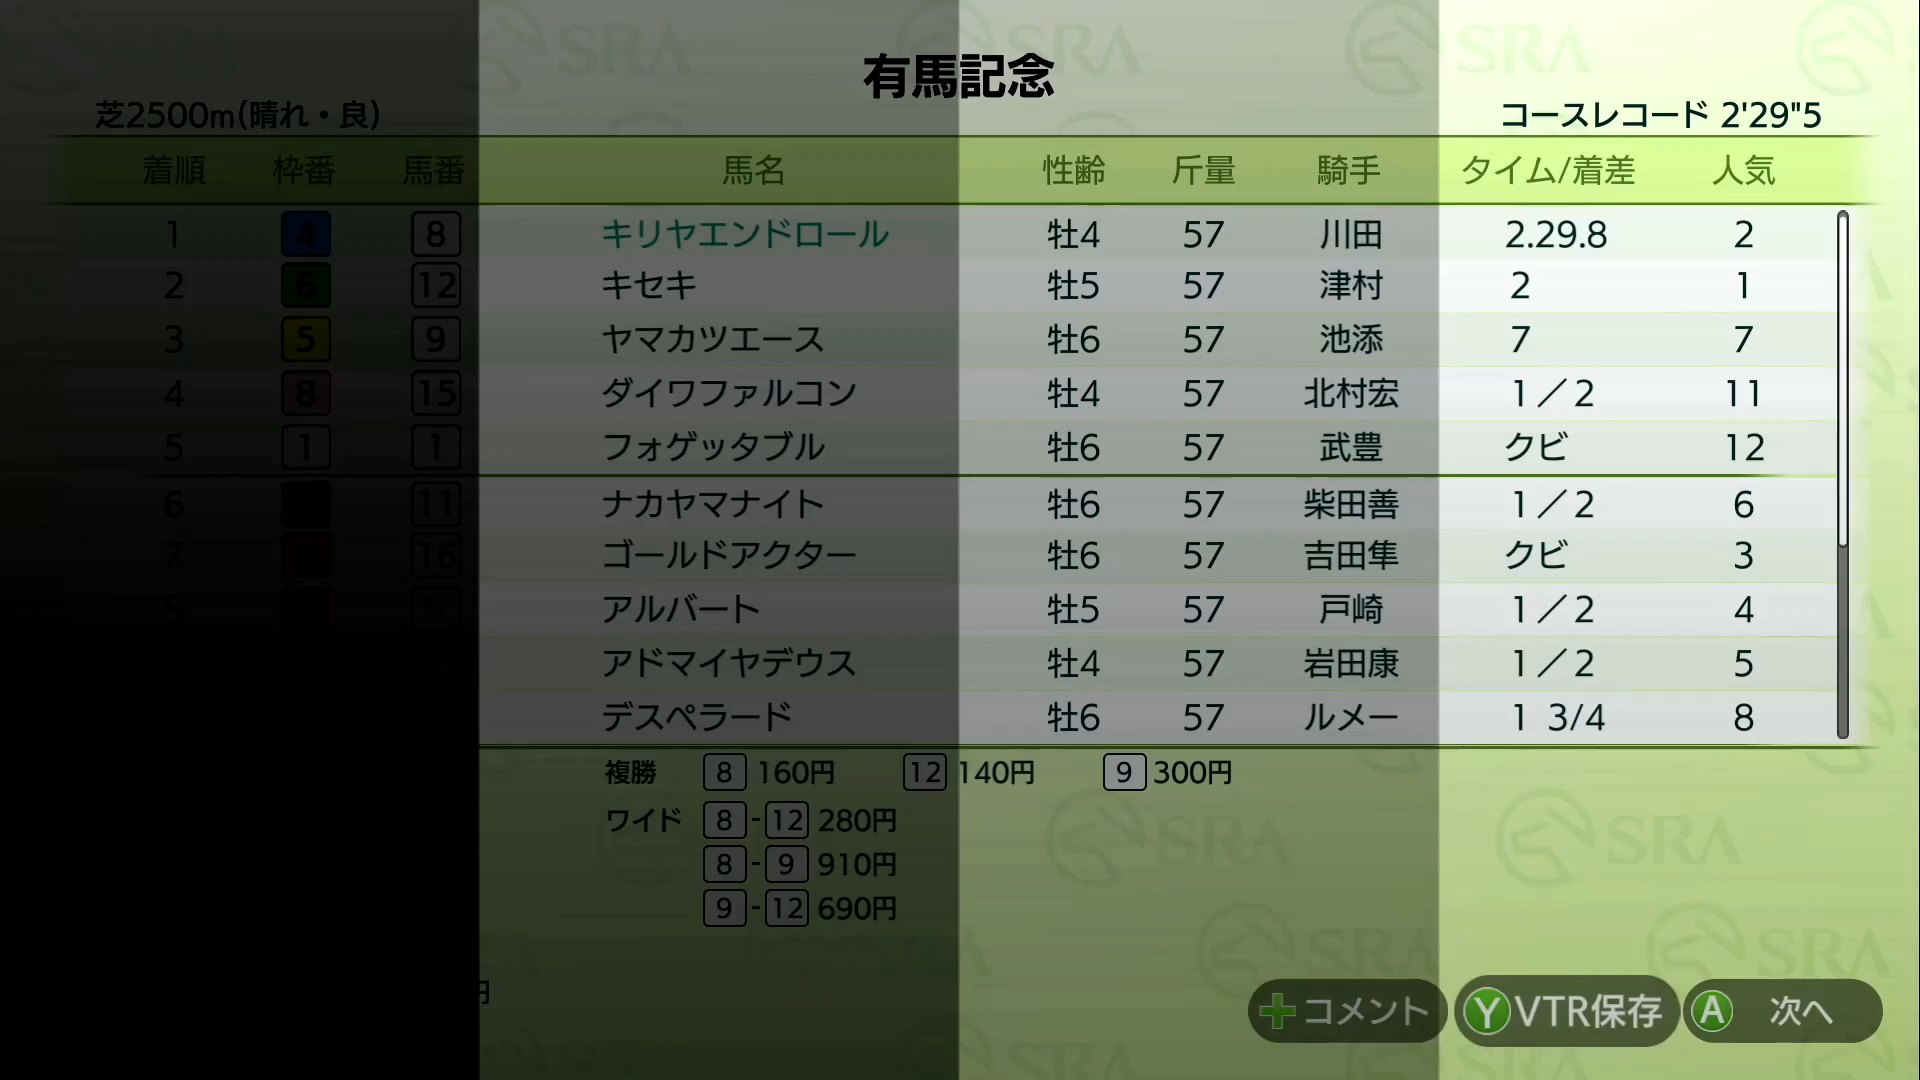 有馬記念
芝2500m(晴れ・良) コースレコード 2'29"5
着順 枠番 馬番 馬名 性齢 斤量 騎手 タイム/着差 人気
1 4 8 キリヤエンドロール 牡4 57 川田 2.29.8 2
2 6 12 キセキ 牡5 57 津村 2 1
3 5 9 ヤマカツエース 牡6 57 池添 7 7
4 8 15 ダイワファルコン 牡4 57 北村宏 1/2 11
5 1 1 フォゲッタブル 牡6 57 武豊 クビ 12
6 11 ナカヤマナイト 牡6 57 柴田善 1/2 6
7 16 ゴールドアクター 牡6 57 吉田隼 クビ 3
8 5 アルバート 牡5 57 戸崎 1/2 4
アドマイヤデウス 牡4 57 岩田康 1/2 5
デスペラード 牡6 57 ルメー 1 3/4 8
複勝 8 160円 12 140円 9 300円
ワイド 8-12 280円
8-9 910円
9-12 690円
円
コメント Y VTR保存 A 次へ
SRA